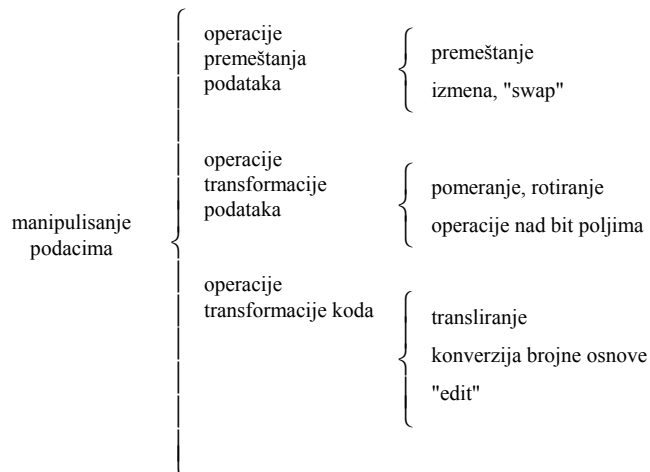 manipulisanje
podacima
operacije
premeštanja
podataka
premeštanje
izmena, "swap"
operacije
transformacije
podataka
pomeranje, rotiranje
operacije nad bit poljima
operacije
transformacije koda
transliranje
konverzija brojne osnove
"edit"